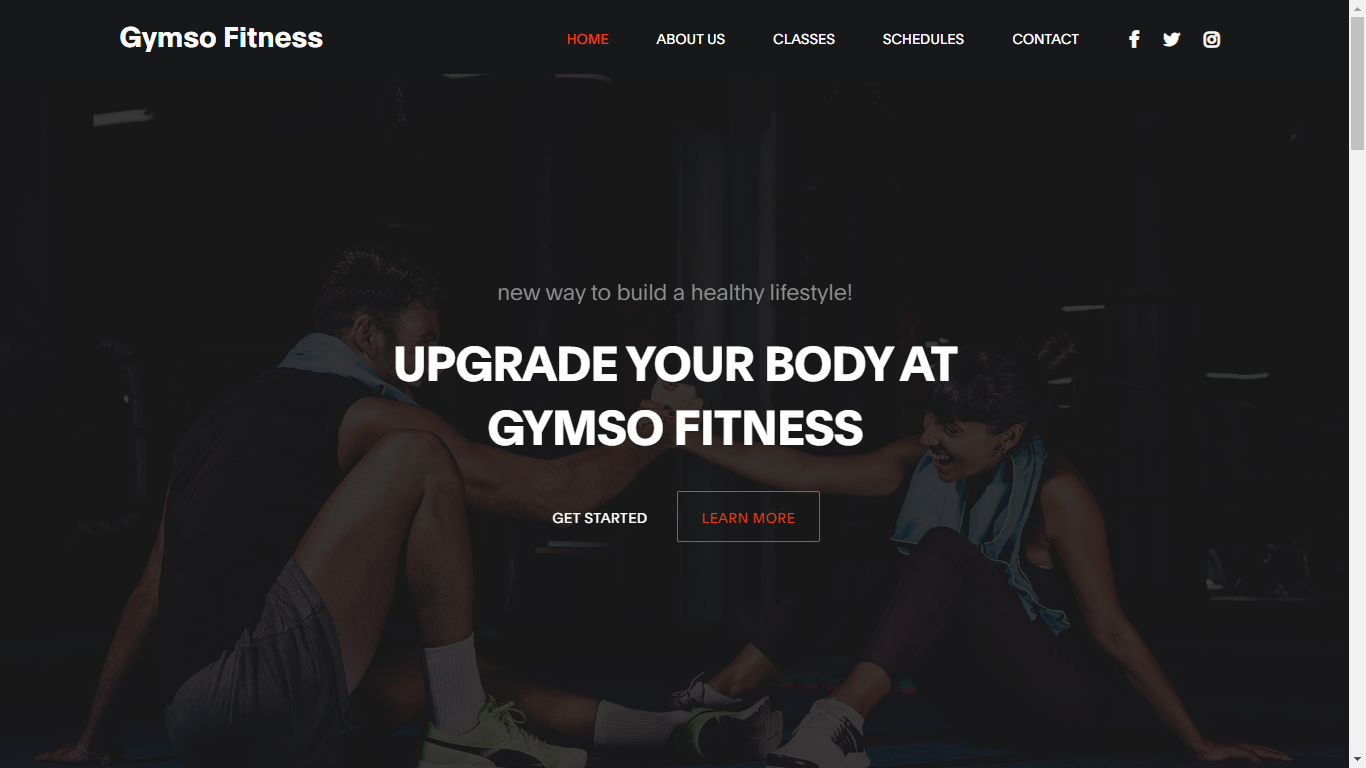 Gymso Fitness
HOME ABOUT US CLASSES SCHEDULES CONTACT
new way to build a healthy lifestyle!
UPGRADE YOUR BODY AT
GYMSO FITNESS
GET STARTED LEARN MORE